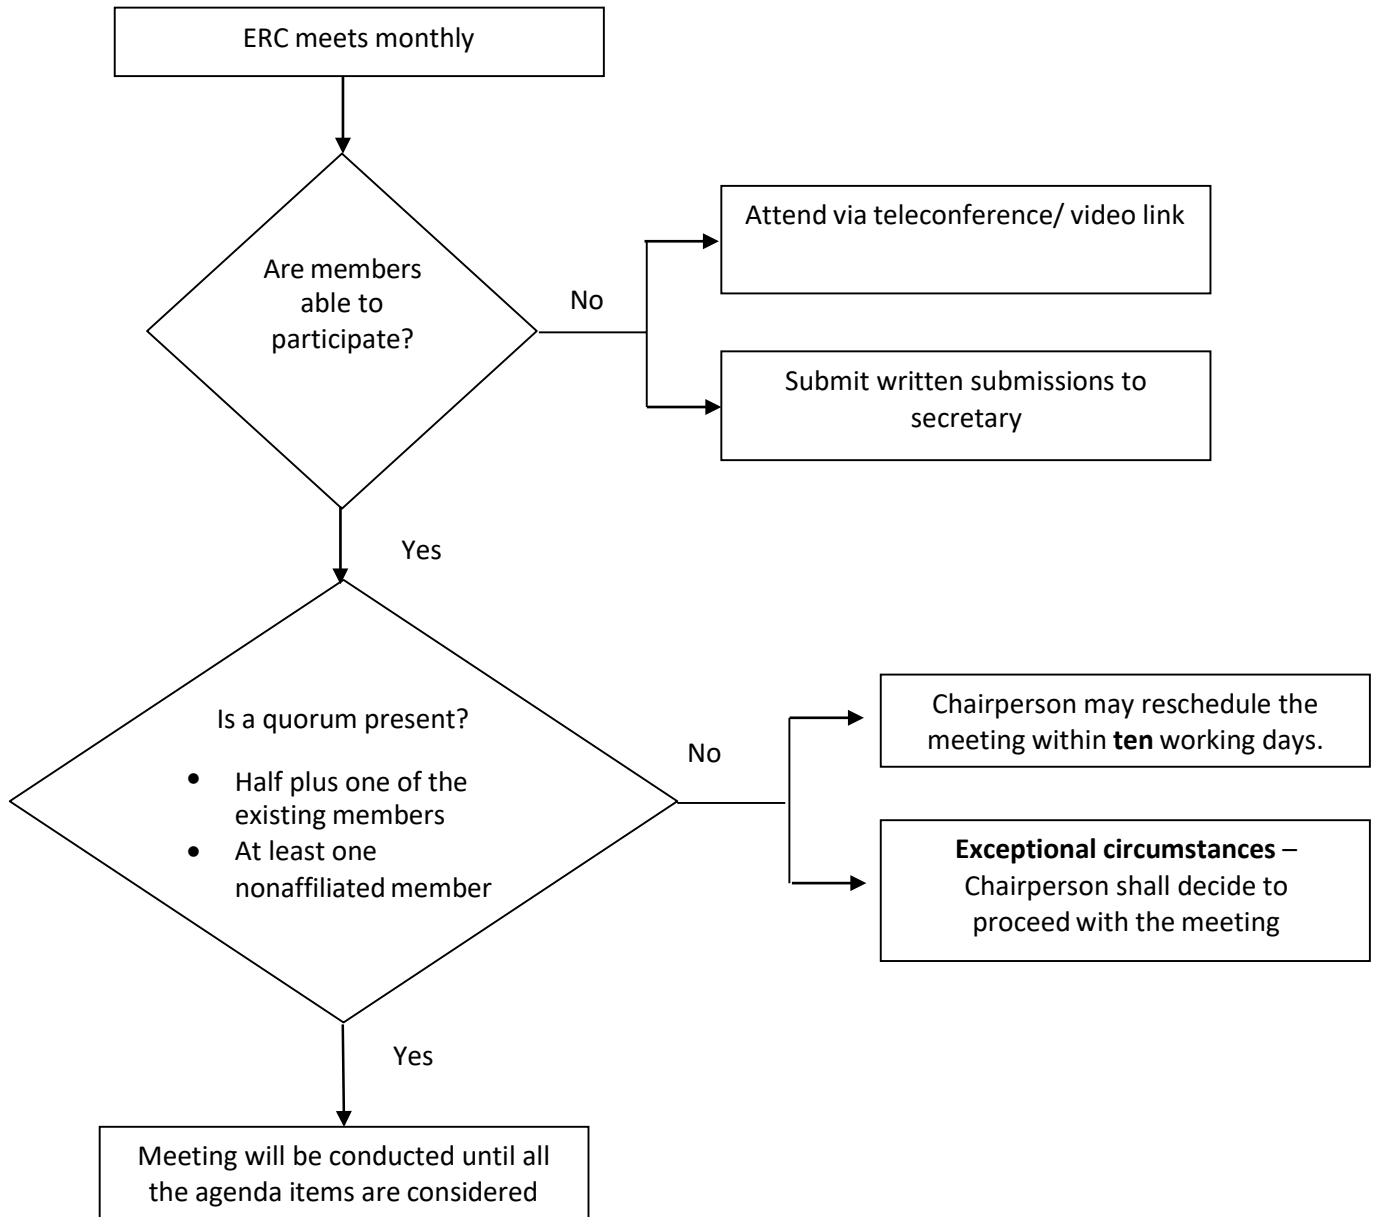 ERC meets monthly
Are members
able to
participate?
No
Attend via teleconference/ video link
Submit written submissions to
secretary
Yes
Is a quorum present?
• Half plus one of the
existing members
• At least one
nonaffiliated member
No
Chairperson may reschedule the
meeting within ten working days.
Exceptional circumstances –
Chairperson shall decide to
proceed with the meeting
Yes
Meeting will be conducted until all
the agenda items are considered